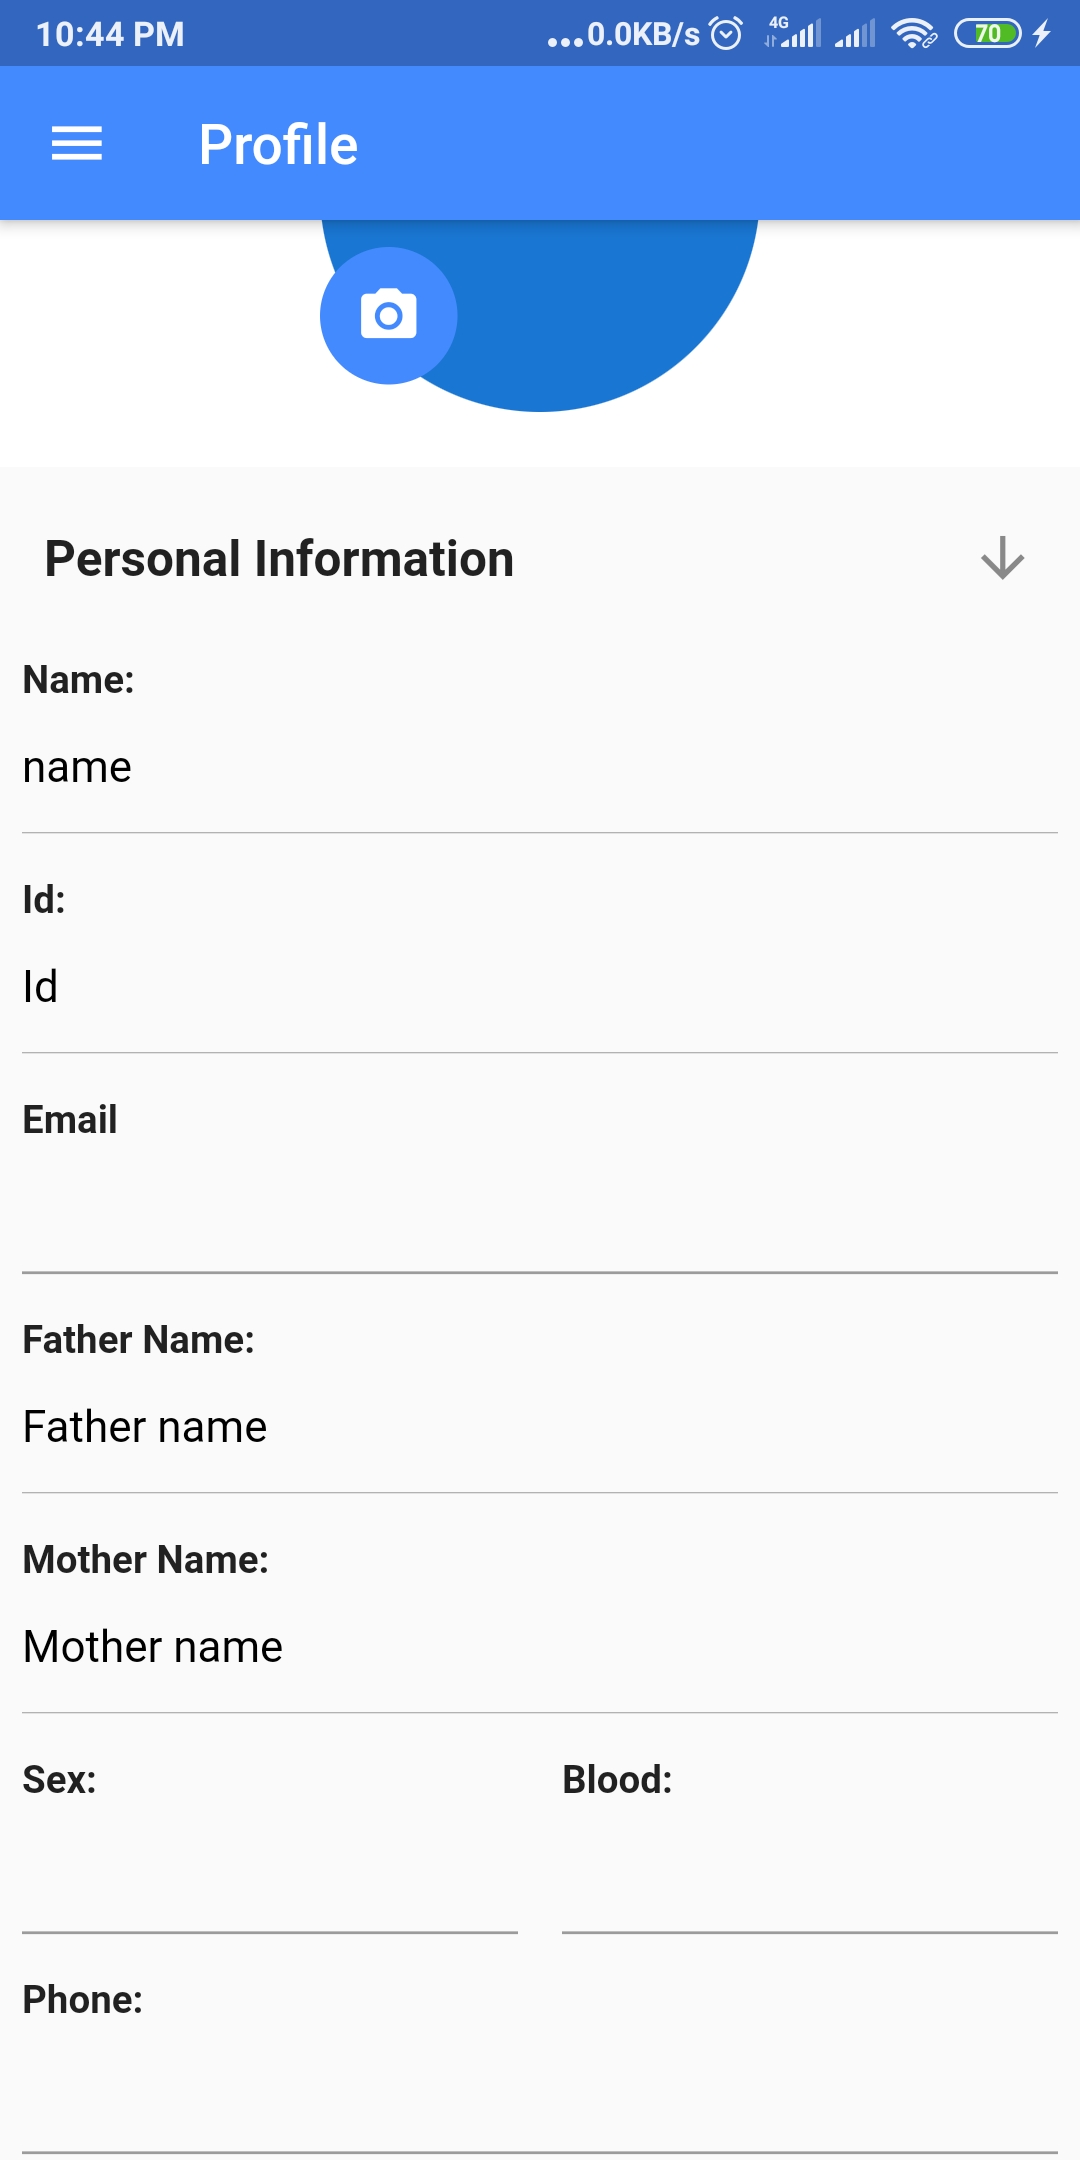 10:44 PM ...0.0KB/s 4G 70
Profile
Personal Information
Name:
name
Id:
Id
Email
Father Name:
Father name
Mother Name:
Mother name
Sex: Blood:
Phone: